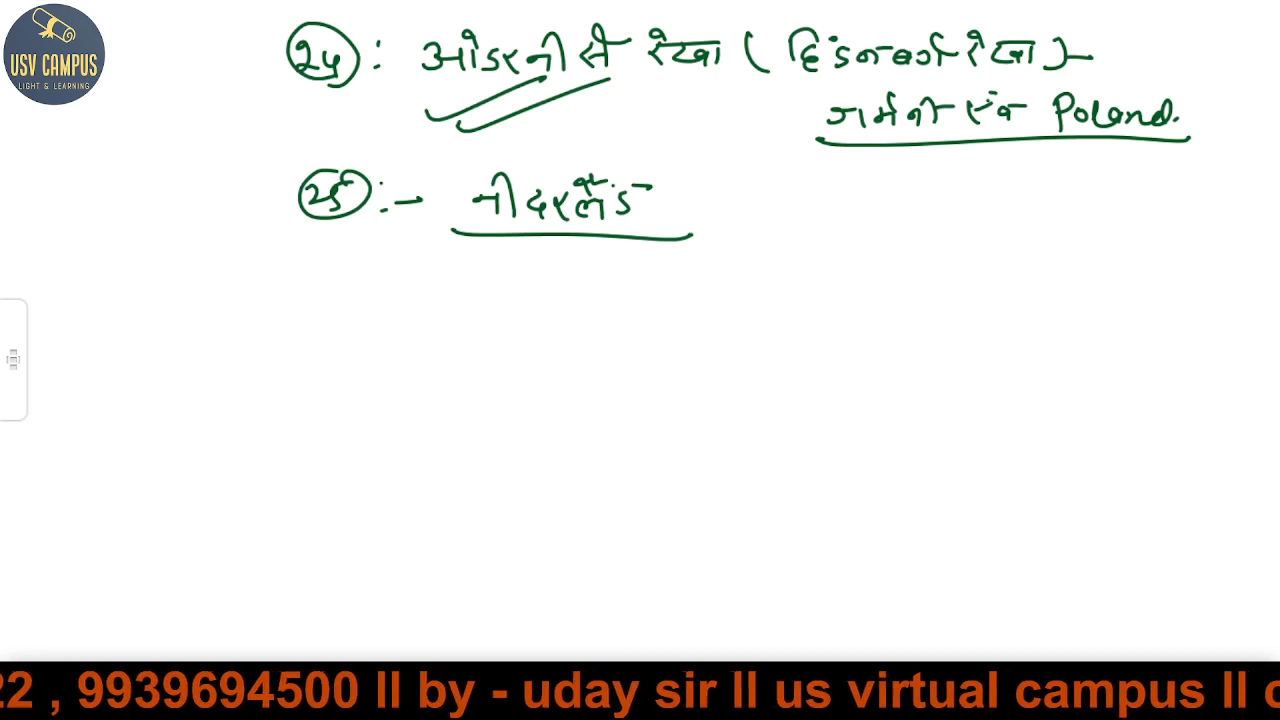 USV CAMPUS
LIGHT & LEARNING
24 : ओडरनीसे रेखा ( हिंडनबर्ग रेखा )-
जर्मनी एवं Poland.
25 :- नीदरलैंड
22 , 9939694500 ll by - uday sir ll us virtual campus ll c